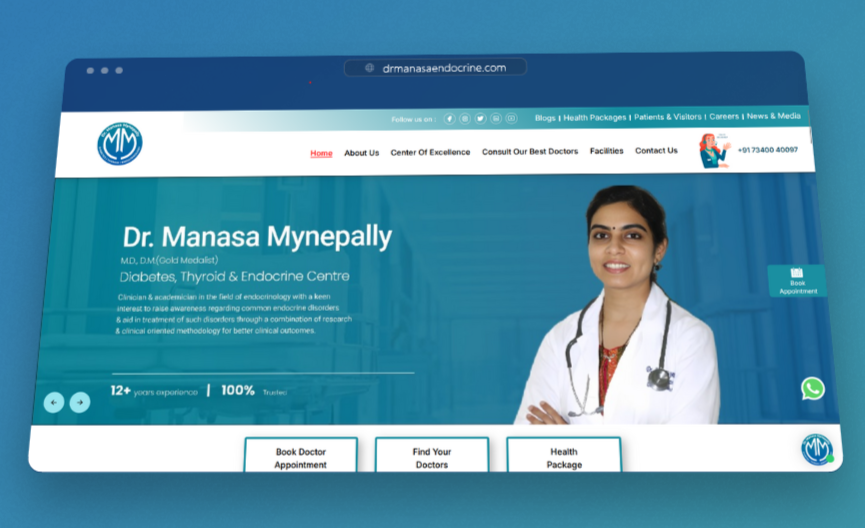 drmanasaendocrine.com
Follow us on :
Blogs | Health Packages | Patients & Visitors | Careers | News & Media
MM
Home About Us Center Of Excellence Consult Our Best Doctors Facilities Contact Us +91 73400 40097
Dr. Manasa Mynepally
M.D., D.M.(Gold Medalist)
Diabetes, Thyroid & Endocrine Centre
Clinician & academician in the field of endocrinology with a keen
interest to raise awareness regarding common endocrine disorders
& aid in treatment of such disorders through a combination of research
& clinical oriented methodology for better clinical outcomes.
Book
Appointment
12+ years experience | 100% Trusted
Book Doctor
Appointment
Find Your
Doctors
Health
Package
MM